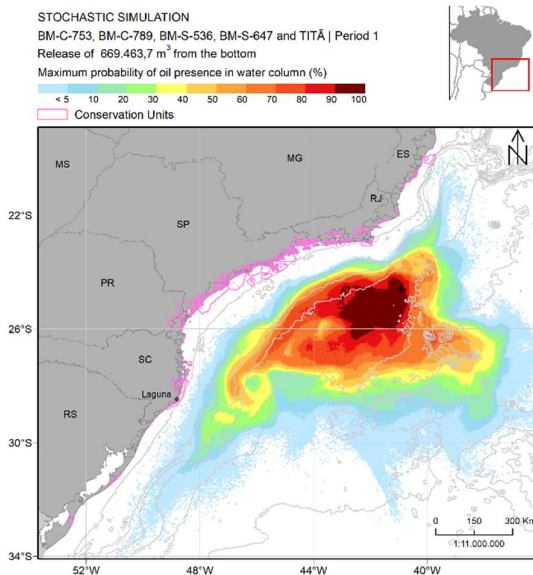 STOCHASTIC SIMULATION
BM-C-753, BM-C-789, BM-S-536, BM-S-647 and TITÃ | Period 1
Release of 669.463,7 m³ from the bottom
Maximum probability of oil presence in water column (%)
< 5 10 20 30 40 50 60 70 80 90 100
Conservation Units
N
MS
MG
ES
RJ
22°S
SP
PR
26°S
SC
Laguna
RS
30°S
0 150 300 Km
1:11.000.000
34°S
52°W 48°W 44°W 40°W